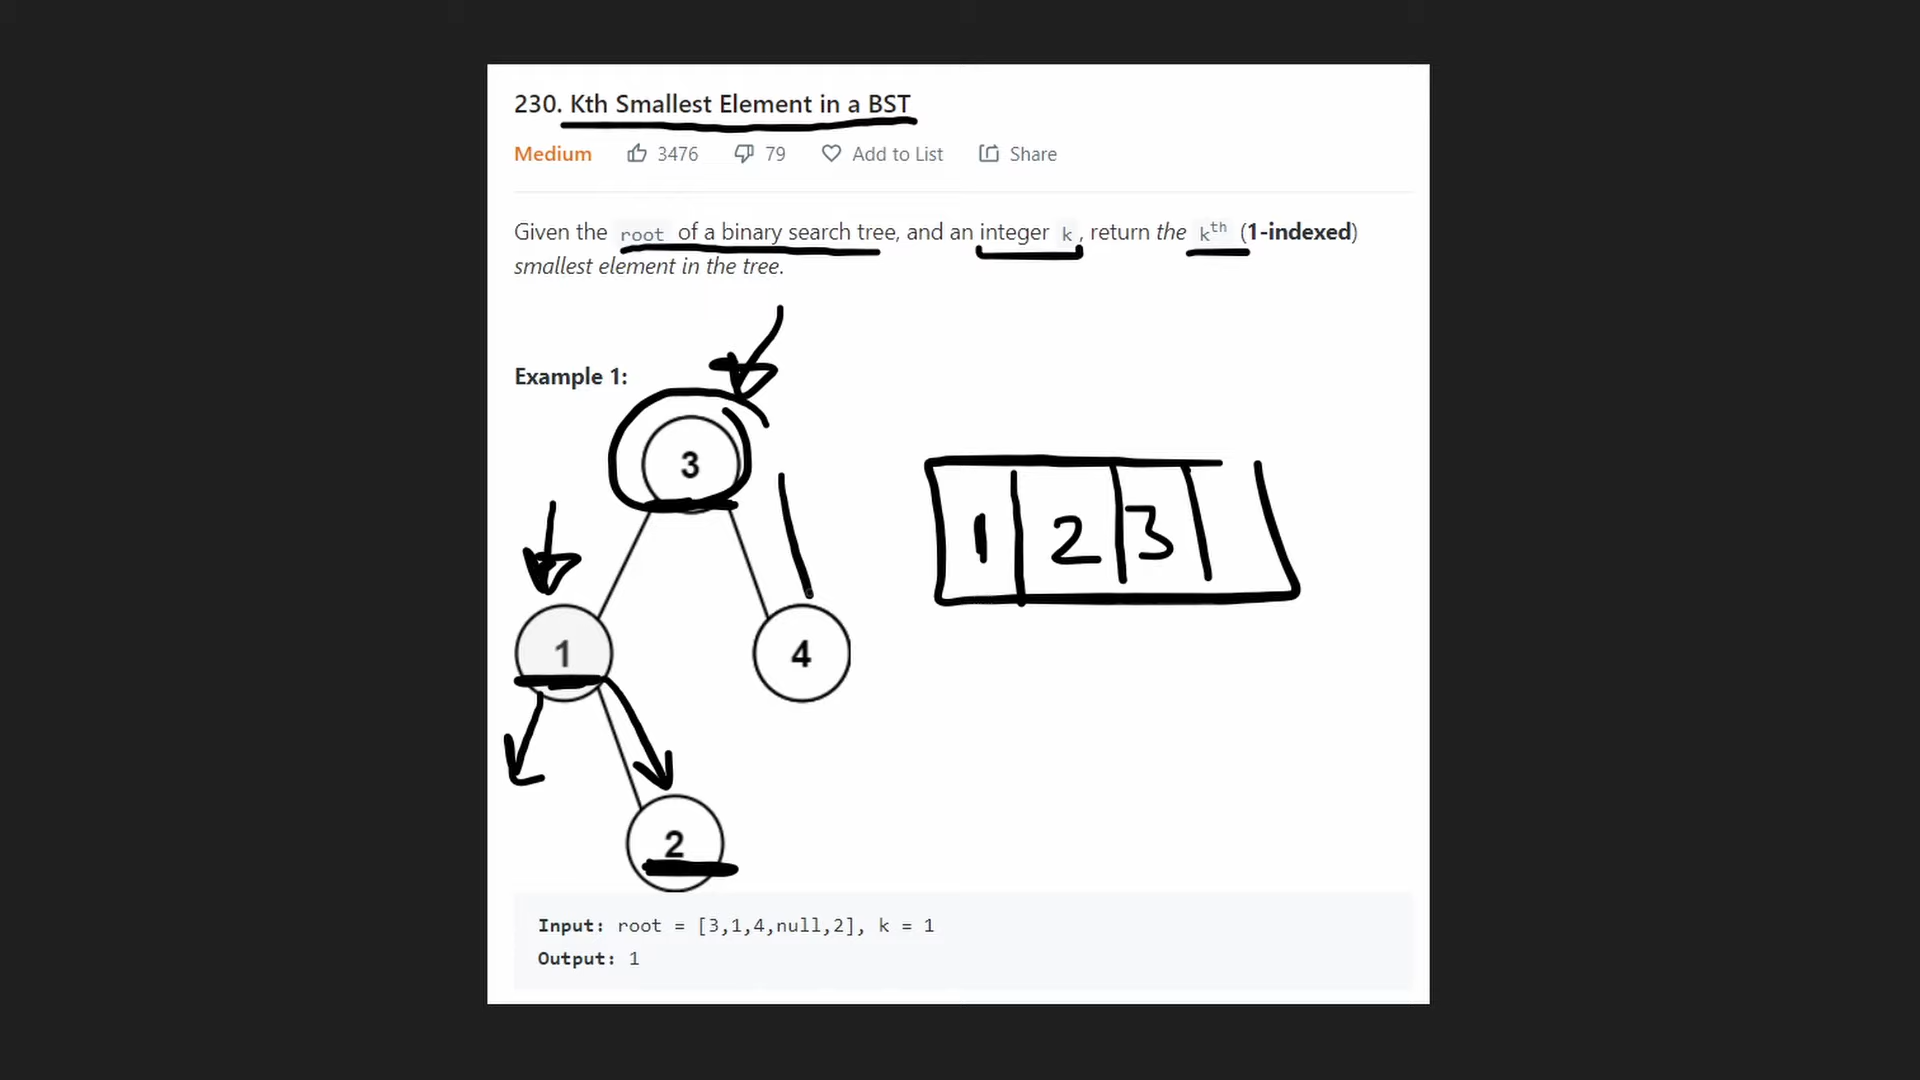 230. Kth Smallest Element in a BST
Medium 3476 79 Add to List Share
Given the root of a binary search tree, and an integer k, return the kth (1-indexed)
smallest element in the tree.
Example 1:
3
1 2 3
1 4
2
Input: root = [3,1,4,null,2], k = 1
Output: 1